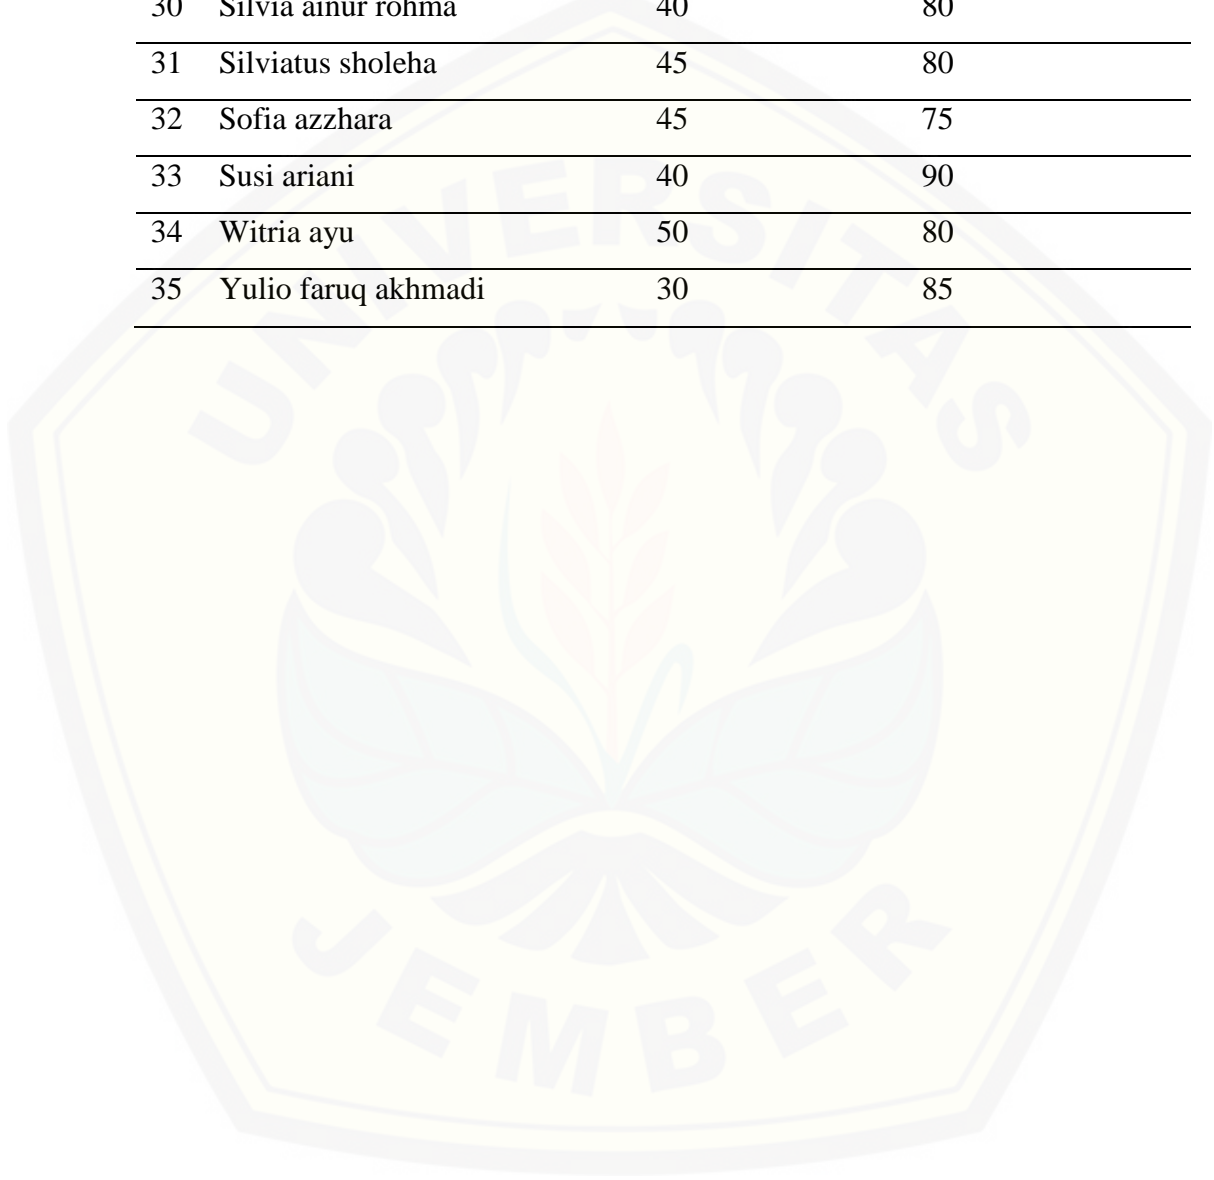 30 Silvia ainur rohma 40 80
31 Silviatus sholeha 45 80
32 Sofia azzhara 45 75
33 Susi ariani 40 90
34 Witria ayu 50 80
35 Yulio faruq akhmadi 30 85
UNIVERSITAS
JEMBER